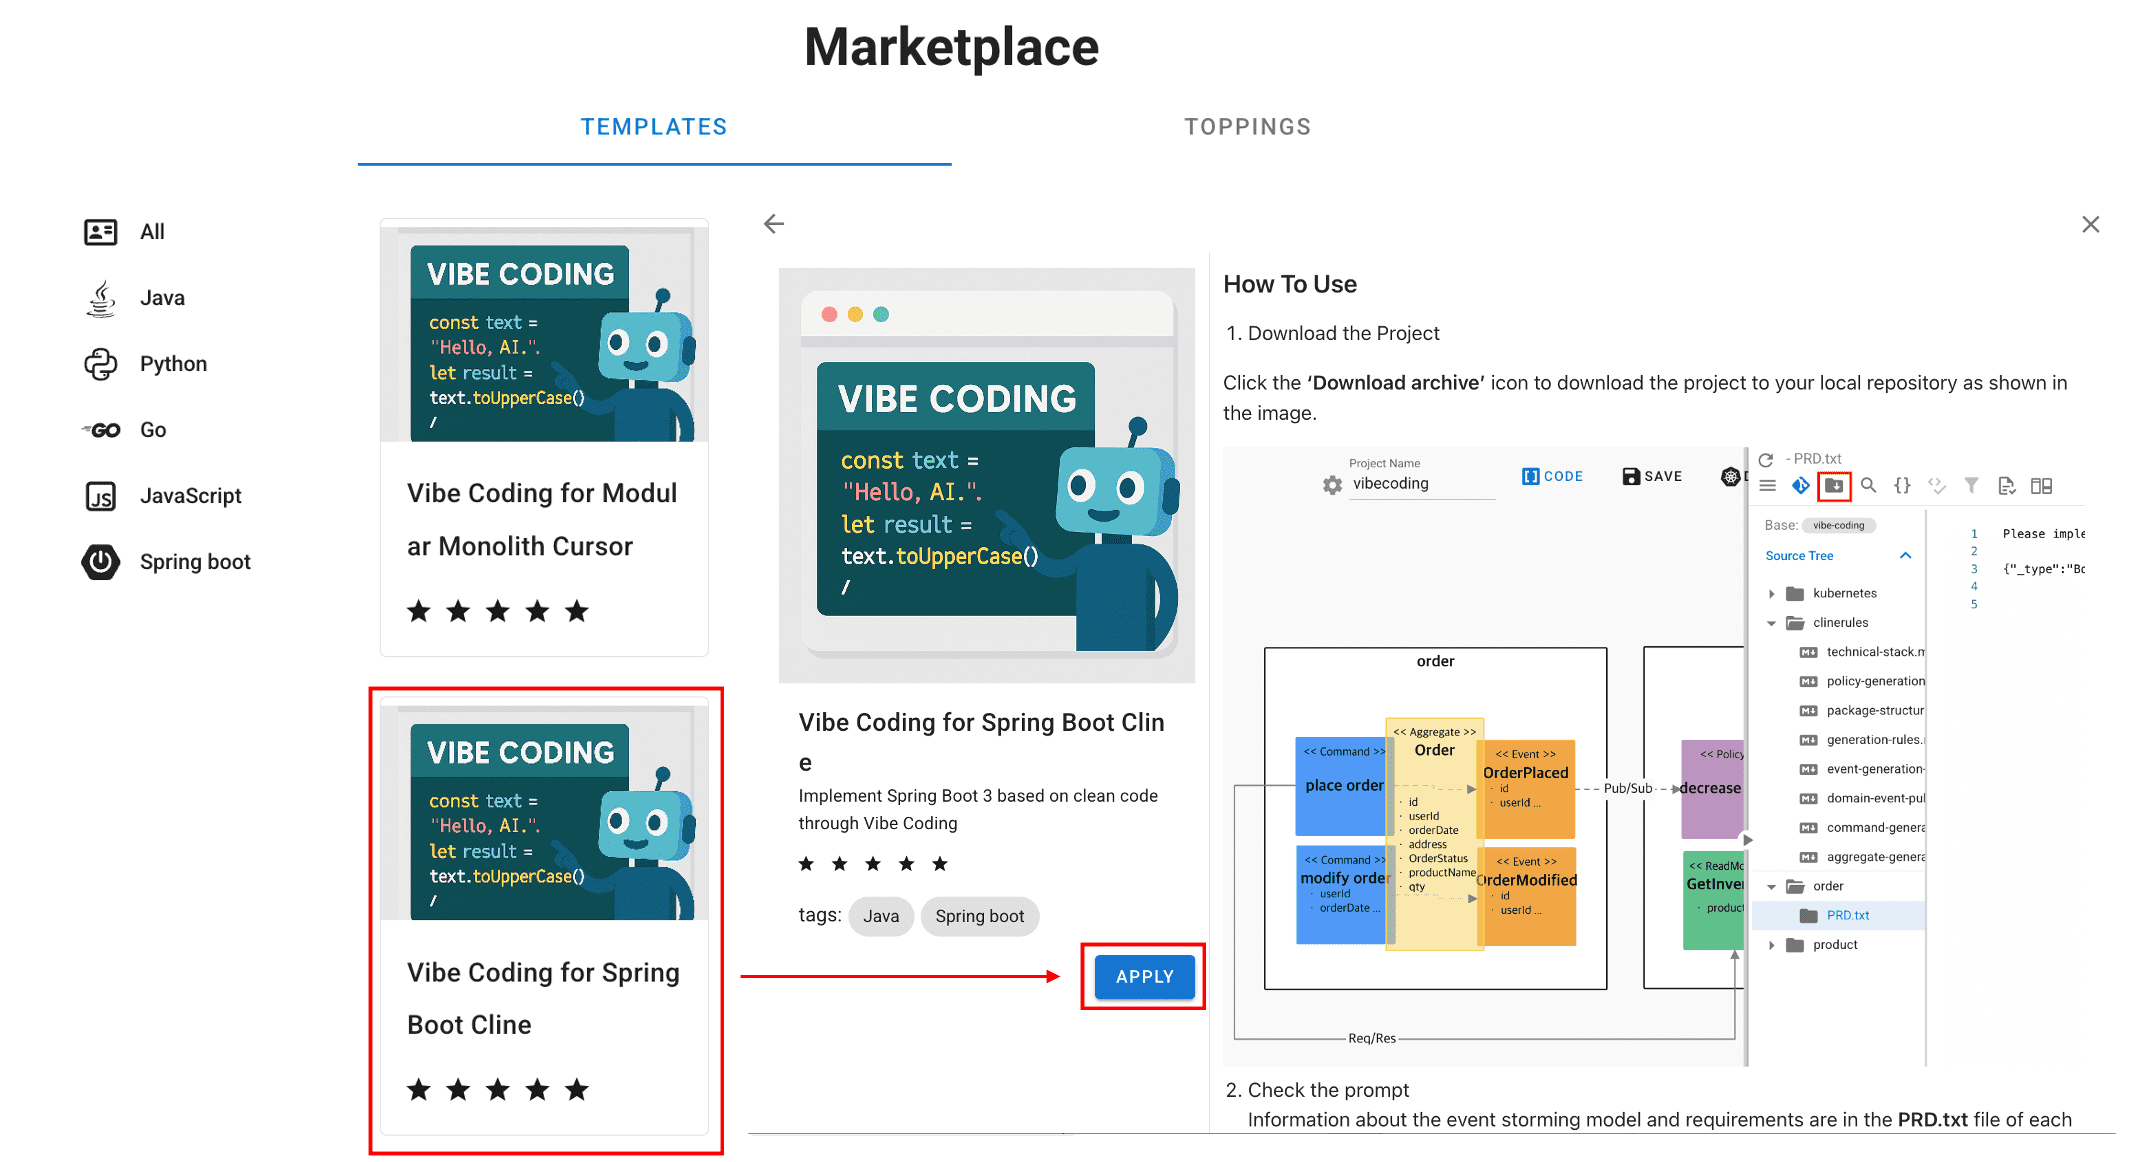 Marketplace
TEMPLATES
TOPPINGS
All
Java
Python
GO
Go
JS
JavaScript
Spring boot
VIBE CODING
const text =
"Hello, AI.".
let result =
text.toUpperCase()
/
Vibe Coding for Modul
ar Monolith Cursor
VIBE CODING
const text =
"Hello, AI.".
let result =
text.toUpperCase()
/
Vibe Coding for Spring
Boot Cline
VIBE CODING
const text =
"Hello, AI.".
let result =
text.toUpperCase()
/
Vibe Coding for Spring Boot Clin
e
Implement Spring Boot 3 based on clean code
through Vibe Coding
tags: Java Spring boot
APPLY
How To Use
1. Download the Project
Click the ‘Download archive’ icon to download the project to your local repository as shown in
the image.
Project Name
vibecoding
CODE
SAVE
order
<< Command >>
place order
<< Command >>
modify order
· userId
· orderDate ...
<< Aggregate >>
Order
· id
· userId
· orderDate
· address
· OrderStatus
· productName
· qty
<< Event >>
OrderPlaced
· id
· userId ...
<< Event >>
OrderModified
· id
· userId ...
Pub/Sub
<< Policy
decrease
<< ReadMo
GetInver
· product
Req/Res
- PRD.txt
{}
Base: vibe-coding
Source Tree
kubernetes
clinerules
technical-stack.m
policy-generation
package-structur
generation-rules.
event-generation-
domain-event-pul
command-genera
aggregate-genera
order
PRD.txt
product
1 Please imple
2
3 {"_type":"Bo
4
5
2. Check the prompt
Information about the event storming model and requirements are in the PRD.txt file of each